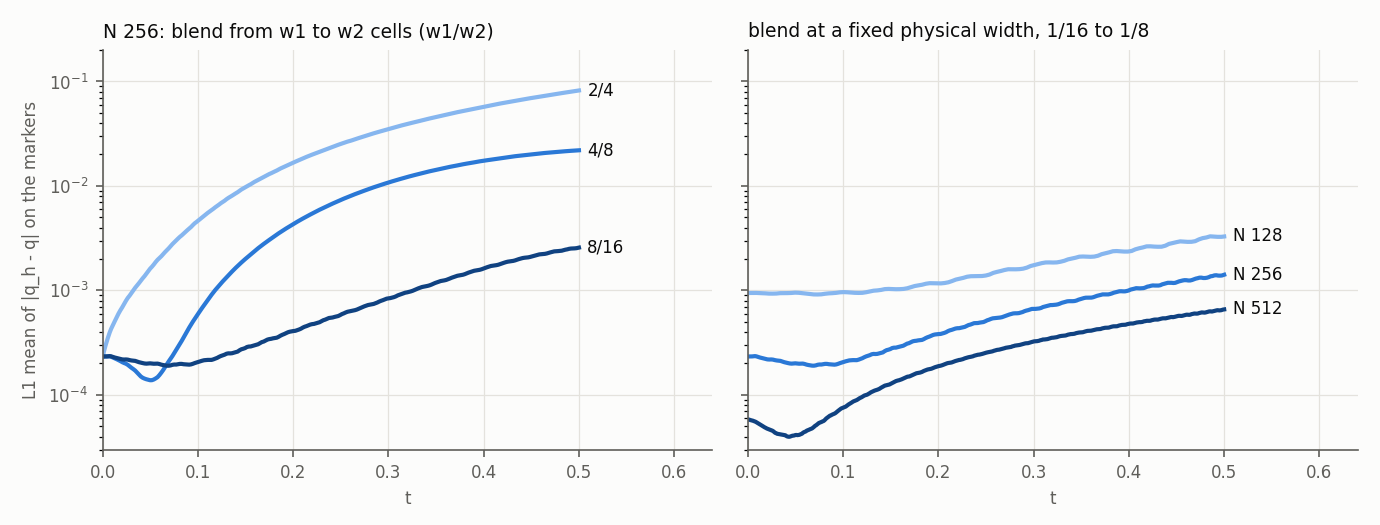 N 256: blend from w1 to w2 cells (w1/w2)
L1 mean of |q_h - q| on the markers
10⁻¹
10⁻²
10⁻³
10⁻⁴
2/4
4/8
8/16
0.0 0.1 0.2 0.3 0.4 0.5 0.6
t
blend at a fixed physical width, 1/16 to 1/8
N 128
N 256
N 512
0.0 0.1 0.2 0.3 0.4 0.5 0.6
t